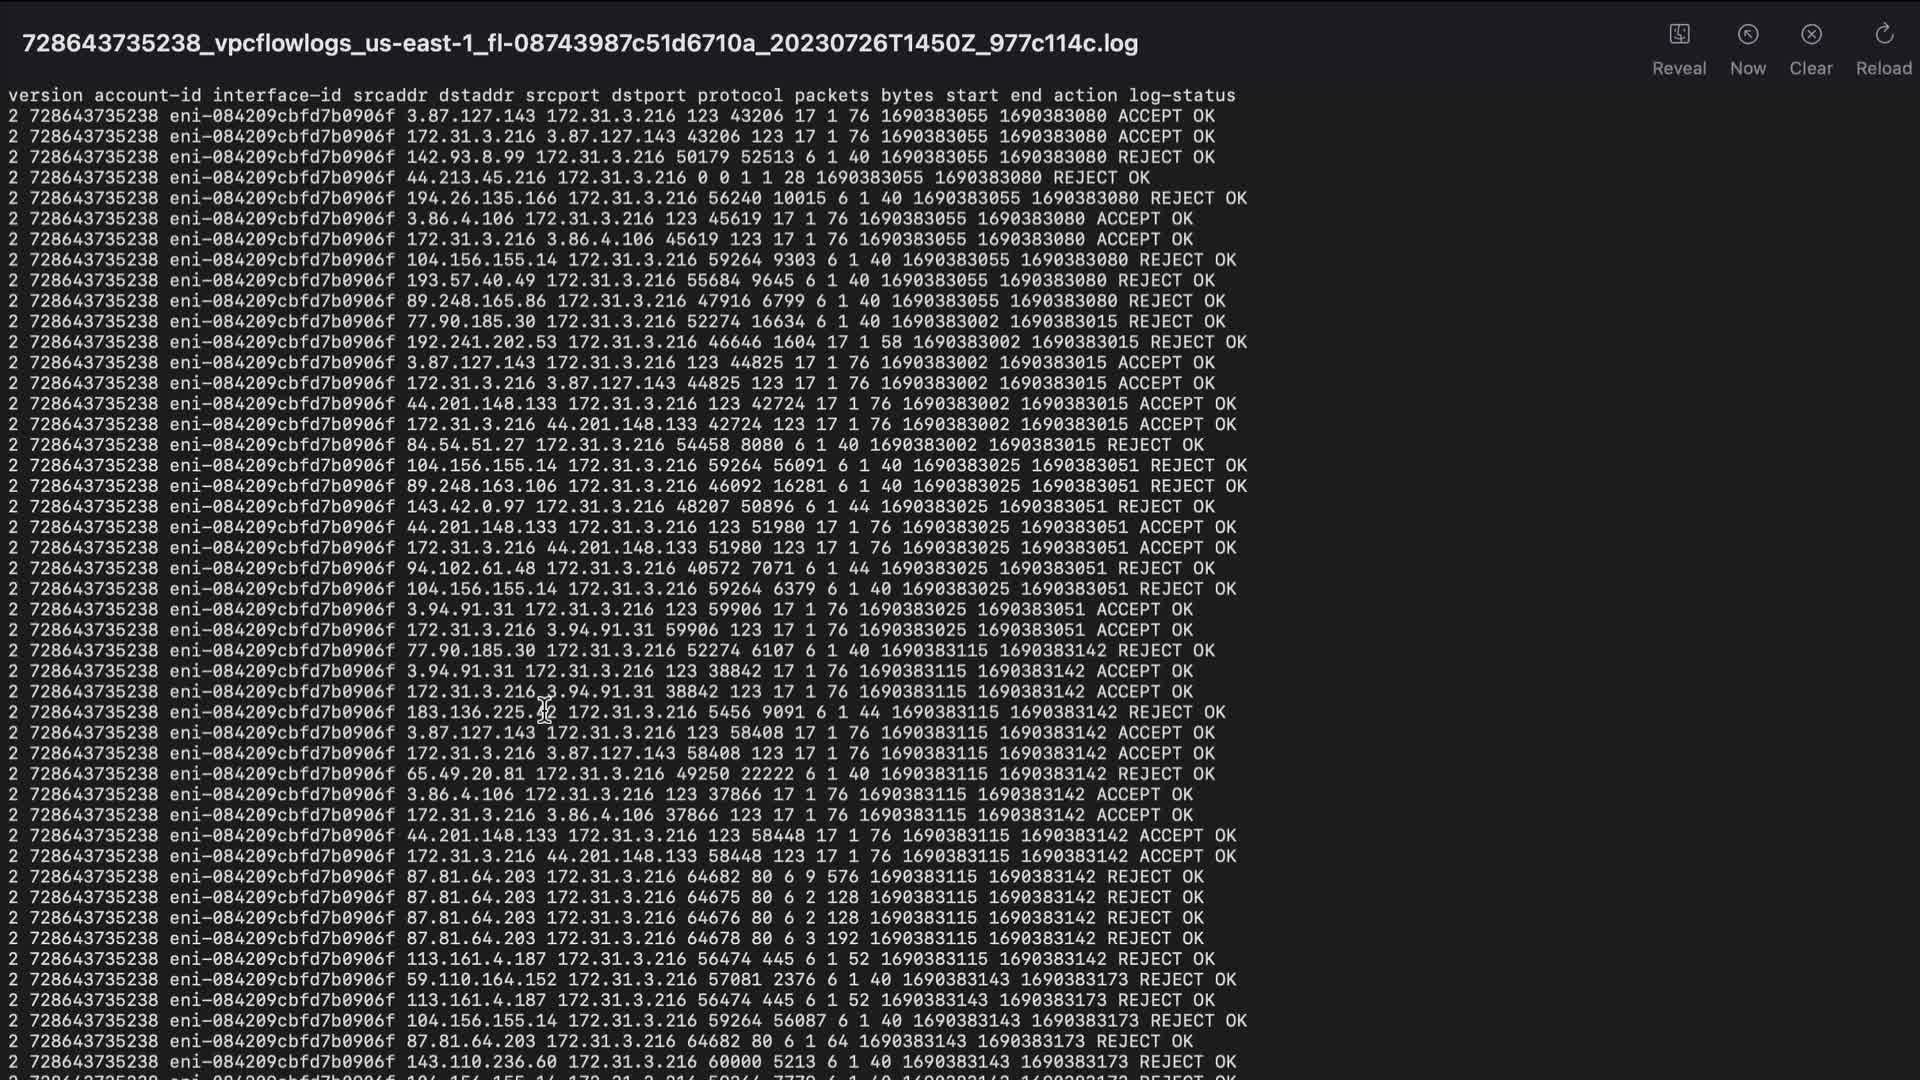 728643735238_vpcflowlogs_us-east-1_fl-08743987c51d6710a_20230726T1450Z_977c114c.log
Reveal Now Clear Reload
version account-id interface-id srcaddr dstaddr srcport dstport protocol packets bytes start end action log-status
2 728643735238 eni-084209cbfd7b0906f 3.87.127.143 172.31.3.216 123 43206 17 1 76 1690383055 1690383080 ACCEPT OK
2 728643735238 eni-084209cbfd7b0906f 172.31.3.216 3.87.127.143 43206 123 17 1 76 1690383055 1690383080 ACCEPT OK
2 728643735238 eni-084209cbfd7b0906f 142.93.8.99 172.31.3.216 50179 52513 6 1 40 1690383055 1690383080 REJECT OK
2 728643735238 eni-084209cbfd7b0906f 44.213.45.216 172.31.3.216 0 0 1 1 28 1690383055 1690383080 REJECT OK
2 728643735238 eni-084209cbfd7b0906f 194.26.135.166 172.31.3.216 56240 10015 6 1 40 1690383055 1690383080 REJECT OK
2 728643735238 eni-084209cbfd7b0906f 3.86.4.106 172.31.3.216 123 45619 17 1 76 1690383055 1690383080 ACCEPT OK
2 728643735238 eni-084209cbfd7b0906f 172.31.3.216 3.86.4.106 45619 123 17 1 76 1690383055 1690383080 ACCEPT OK
2 728643735238 eni-084209cbfd7b0906f 104.156.155.14 172.31.3.216 59264 9303 6 1 40 1690383055 1690383080 REJECT OK
2 728643735238 eni-084209cbfd7b0906f 193.57.40.49 172.31.3.216 55684 9645 6 1 40 1690383055 1690383080 REJECT OK
2 728643735238 eni-084209cbfd7b0906f 89.248.165.86 172.31.3.216 47916 6799 6 1 40 1690383055 1690383080 REJECT OK
2 728643735238 eni-084209cbfd7b0906f 77.90.185.30 172.31.3.216 52274 16634 6 1 40 1690383002 1690383015 REJECT OK
2 728643735238 eni-084209cbfd7b0906f 192.241.202.53 172.31.3.216 46646 1604 17 1 58 1690383002 1690383015 REJECT OK
2 728643735238 eni-084209cbfd7b0906f 3.87.127.143 172.31.3.216 123 44825 17 1 76 1690383002 1690383015 ACCEPT OK
2 728643735238 eni-084209cbfd7b0906f 172.31.3.216 3.87.127.143 44825 123 17 1 76 1690383002 1690383015 ACCEPT OK
2 728643735238 eni-084209cbfd7b0906f 44.201.148.133 172.31.3.216 123 42724 17 1 76 1690383002 1690383015 ACCEPT OK
2 728643735238 eni-084209cbfd7b0906f 172.31.3.216 44.201.148.133 42724 123 17 1 76 1690383002 1690383015 ACCEPT OK
2 728643735238 eni-084209cbfd7b0906f 84.54.51.27 172.31.3.216 54458 8080 6 1 40 1690383002 1690383015 REJECT OK
2 728643735238 eni-084209cbfd7b0906f 104.156.155.14 172.31.3.216 59264 56091 6 1 40 1690383025 1690383051 REJECT OK
2 728643735238 eni-084209cbfd7b0906f 89.248.163.106 172.31.3.216 46092 16281 6 1 40 1690383025 1690383051 REJECT OK
2 728643735238 eni-084209cbfd7b0906f 143.42.0.97 172.31.3.216 48207 50896 6 1 44 1690383025 1690383051 REJECT OK
2 728643735238 eni-084209cbfd7b0906f 44.201.148.133 172.31.3.216 123 51980 17 1 76 1690383025 1690383051 ACCEPT OK
2 728643735238 eni-084209cbfd7b0906f 172.31.3.216 44.201.148.133 51980 123 17 1 76 1690383025 1690383051 ACCEPT OK
2 728643735238 eni-084209cbfd7b0906f 94.102.61.48 172.31.3.216 40572 7071 6 1 44 1690383025 1690383051 REJECT OK
2 728643735238 eni-084209cbfd7b0906f 104.156.155.14 172.31.3.216 59264 6379 6 1 40 1690383025 1690383051 REJECT OK
2 728643735238 eni-084209cbfd7b0906f 3.94.91.31 172.31.3.216 123 59906 17 1 76 1690383025 1690383051 ACCEPT OK
2 728643735238 eni-084209cbfd7b0906f 172.31.3.216 3.94.91.31 59906 123 17 1 76 1690383025 1690383051 ACCEPT OK
2 728643735238 eni-084209cbfd7b0906f 77.90.185.30 172.31.3.216 52274 6107 6 1 40 1690383115 1690383142 REJECT OK
2 728643735238 eni-084209cbfd7b0906f 3.94.91.31 172.31.3.216 123 38842 17 1 76 1690383115 1690383142 ACCEPT OK
2 728643735238 eni-084209cbfd7b0906f 172.31.3.216 3.94.91.31 38842 123 17 1 76 1690383115 1690383142 ACCEPT OK
2 728643735238 eni-084209cbfd7b0906f 172.31.3.216 5456 9091 6 1 44 1690383115 1690383142 REJECT OK
2 728643735238 eni-084209cbfd7b0906f 3.87.127.143 172.31.3.216 123 58408 17 1 76 1690383115 1690383142 ACCEPT OK
2 728643735238 eni-084209cbfd7b0906f 172.31.3.216 3.87.127.143 58408 123 17 1 76 1690383115 1690383142 ACCEPT OK
2 728643735238 eni-084209cbfd7b0906f 65.49.20.81 172.31.3.216 49250 22222 6 1 40 1690383115 1690383142 REJECT OK
2 728643735238 eni-084209cbfd7b0906f 3.86.4.106 172.31.3.216 123 37866 17 1 76 1690383115 1690383142 ACCEPT OK
2 728643735238 eni-084209cbfd7b0906f 172.31.3.216 3.86.4.106 37866 123 17 1 76 1690383115 1690383142 ACCEPT OK
2 728643735238 eni-084209cbfd7b0906f 44.201.148.133 172.31.3.216 123 58448 17 1 76 1690383115 1690383142 ACCEPT OK
2 728643735238 eni-084209cbfd7b0906f 172.31.3.216 44.201.148.133 58448 123 17 1 76 1690383115 1690383142 ACCEPT OK
2 728643735238 eni-084209cbfd7b0906f 87.81.64.203 172.31.3.216 64682 80 6 9 576 1690383115 1690383142 REJECT OK
2 728643735238 eni-084209cbfd7b0906f 87.81.64.203 172.31.3.216 64675 80 6 2 128 1690383115 1690383142 REJECT OK
2 728643735238 eni-084209cbfd7b0906f 87.81.64.203 172.31.3.216 64676 80 6 2 128 1690383115 1690383142 REJECT OK
2 728643735238 eni-084209cbfd7b0906f 87.81.64.203 172.31.3.216 64678 80 6 3 192 1690383115 1690383142 REJECT OK
2 728643735238 eni-084209cbfd7b0906f 113.161.4.187 172.31.3.216 56474 445 6 1 52 1690383115 1690383142 REJECT OK
2 728643735238 eni-084209cbfd7b0906f 59.110.164.152 172.31.3.216 57081 2376 6 1 40 1690383143 1690383173 REJECT OK
2 728643735238 eni-084209cbfd7b0906f 113.161.4.187 172.31.3.216 56474 445 6 1 52 1690383143 1690383173 REJECT OK
2 728643735238 eni-084209cbfd7b0906f 104.156.155.14 172.31.3.216 59264 56087 6 1 40 1690383143 1690383173 REJECT OK
2 728643735238 eni-084209cbfd7b0906f 87.81.64.203 172.31.3.216 64682 80 6 1 64 1690383143 1690383173 REJECT OK
2 728643735238 eni-084209cbfd7b0906f 143.110.236.60 172.31.3.216 60000 5213 6 1 40 1690383143 1690383173 REJECT OK